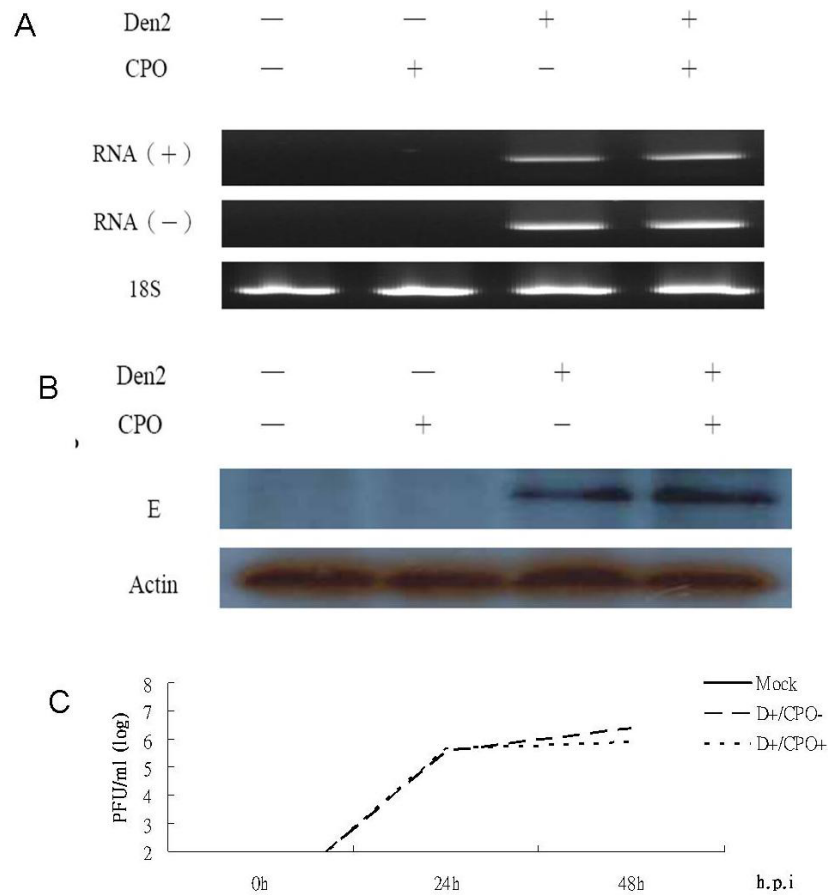 A
Den2 — — + +
CPO — + — +
RNA (+)
RNA (—)
18S
B
Den2 — — + +
CPO — + — +
E
Actin
C
PFU/ml (log)
8
7
6
5
4
3
2
0h 24h 48h h.p.i
Mock
D+/CPO-
D+/CPO+